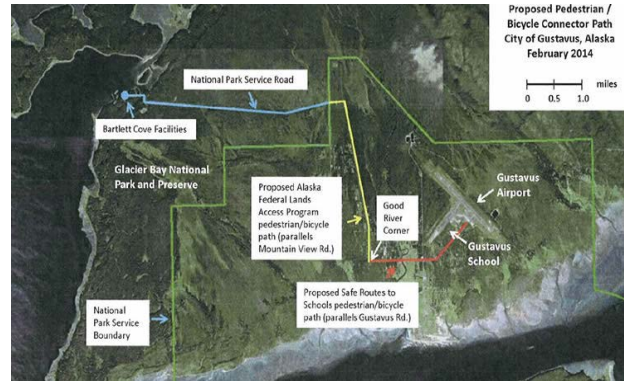 Proposed Pedestrian /
Bicycle Connector Path
City of Gustavus, Alaska
February 2014
miles
0 0.5 1.0
National Park Service Road
Bartlett Cove Facilities
Glacier Bay National
Park and Preserve
Proposed Alaska
Federal Lands
Access Program
pedestrian/bicycle
path (parallels
Mountain View Rd.)
Good
River
Corner
Gustavus
Airport
Gustavus
School
Proposed Safe Routes to
Schools pedestrian/bicycle
path (parallels Gustavus Rd.)
National
Park Service
Boundary